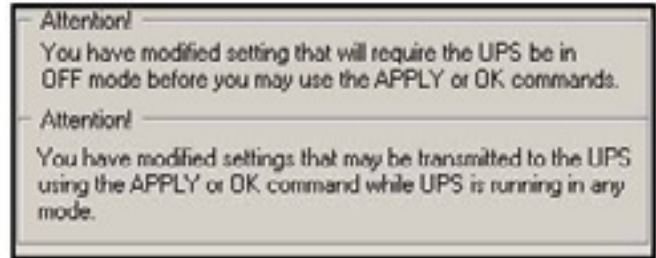 Attention!
You have modified setting that will require the UPS be in
OFF mode before you may use the APPLY or OK commands.
Attention!
You have modified settings that may be transmitted to the UPS
using the APPLY or OK command while UPS is running in any
mode.